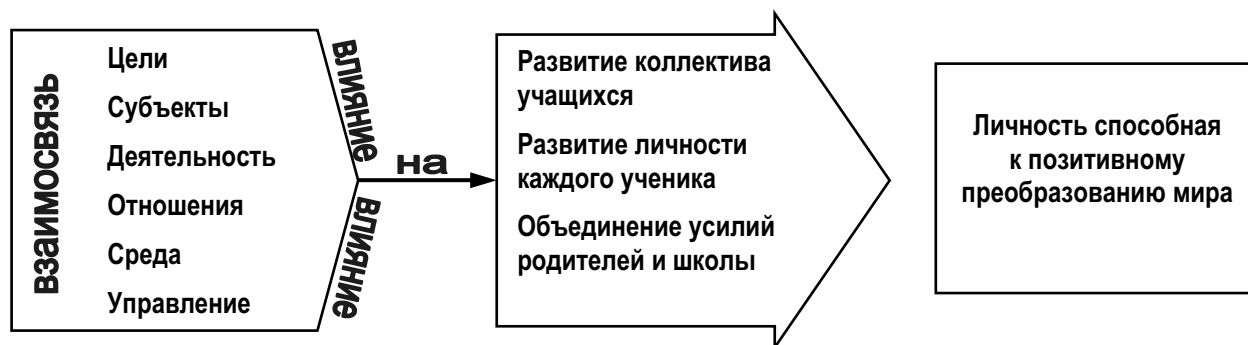 ВЗАИМОСВЯЗЬ
Цели
Субъекты
Деятельность
Отношения
Среда
Управление
ВЛИЯНИЕ
ВЛИЯНИЕ
на
Развитие коллектива
учащихся
Развитие личности
каждого ученика
Объединение усилий
родителей и школы
Личность способная
к позитивному
преобразованию мира